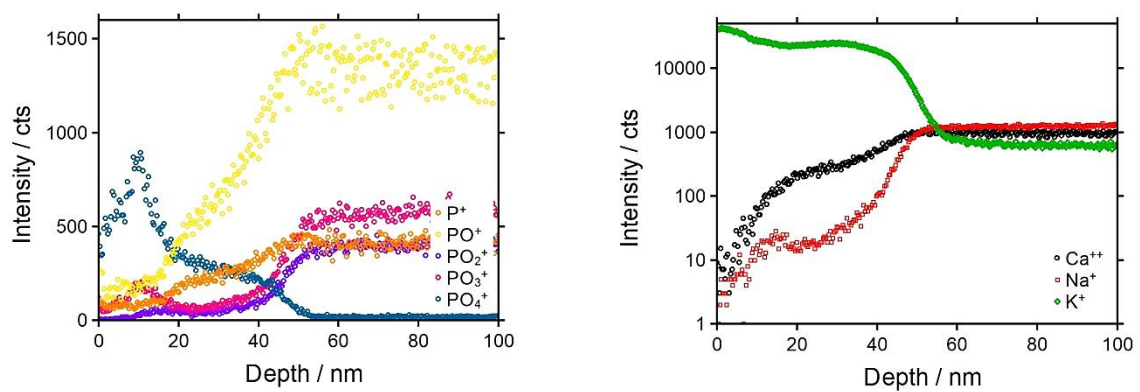 1500
1000
500
0
Intensity / cts
0 20 40 60 80 100
Depth / nm
P⁺
PO⁺
PO₂⁺
PO₃⁺
PO₄⁺
10000
1000
100
10
1
Intensity / cts
0 20 40 60 80 100
Depth / nm
Ca⁺⁺
Na⁺
K⁺